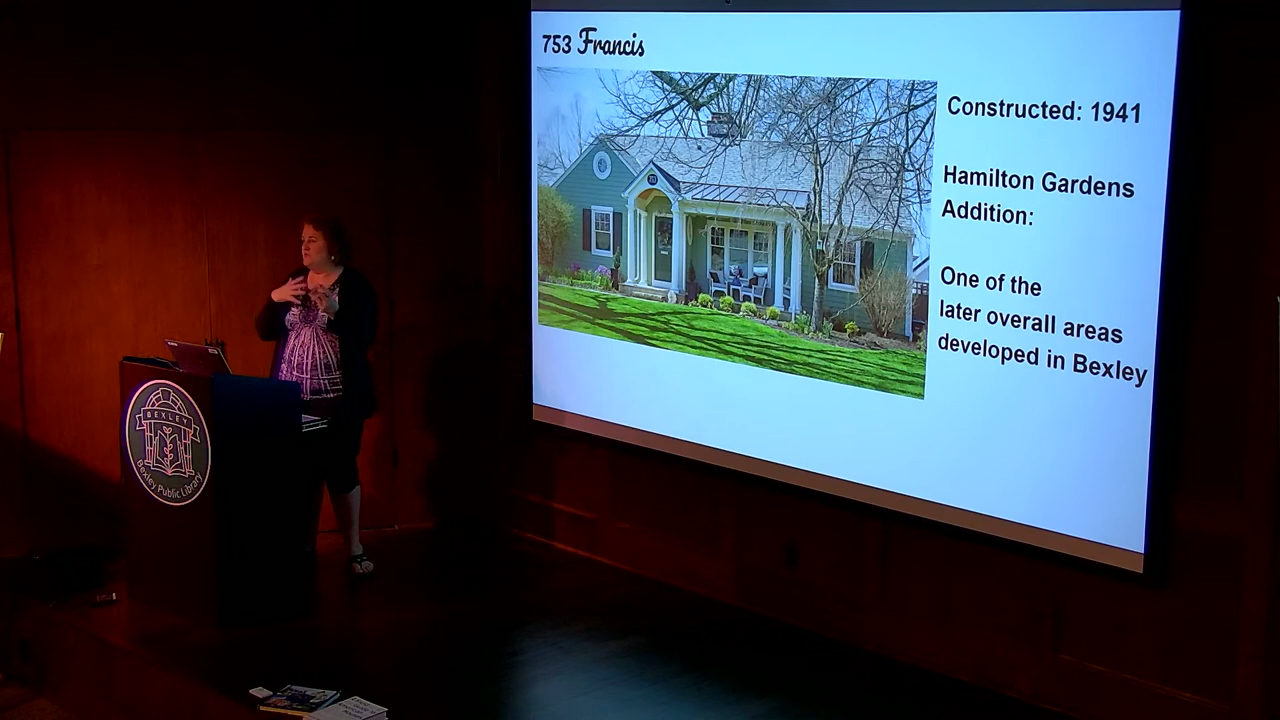 753 Francis
Constructed: 1941
Hamilton Gardens
Addition:
One of the
later overall areas
developed in Bexley
BEXLEY
Bexley Public Library